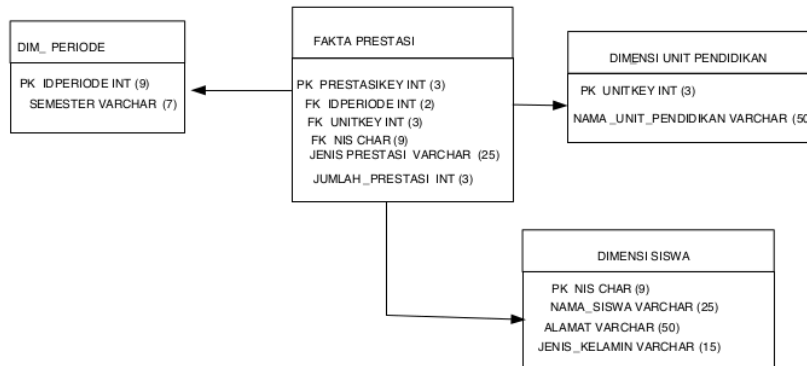 DIM_ PERIODE
PK IDPERIODE INT (9)
SEMESTER VARCHAR (7)
FAKTA PRESTASI
PK PRESTASIKEY INT (3)
FK IDPERIODE INT (2)
FK UNITKEY INT (3)
FK NIS CHAR (9)
JENIS PRESTASI VARCHAR (25)
JUMLAH_PRESTASI INT (3)
DIMENSI UNIT PENDIDIKAN
PK UNITKEY INT (3)
NAMA_UNIT_PENDIDIKAN VARCHAR (50
DIMENSI SISWA
PK NIS CHAR (9)
NAMA_SISWA VARCHAR (25)
ALAMAT VARCHAR (50)
JENIS_KELAMIN VARCHAR (15)